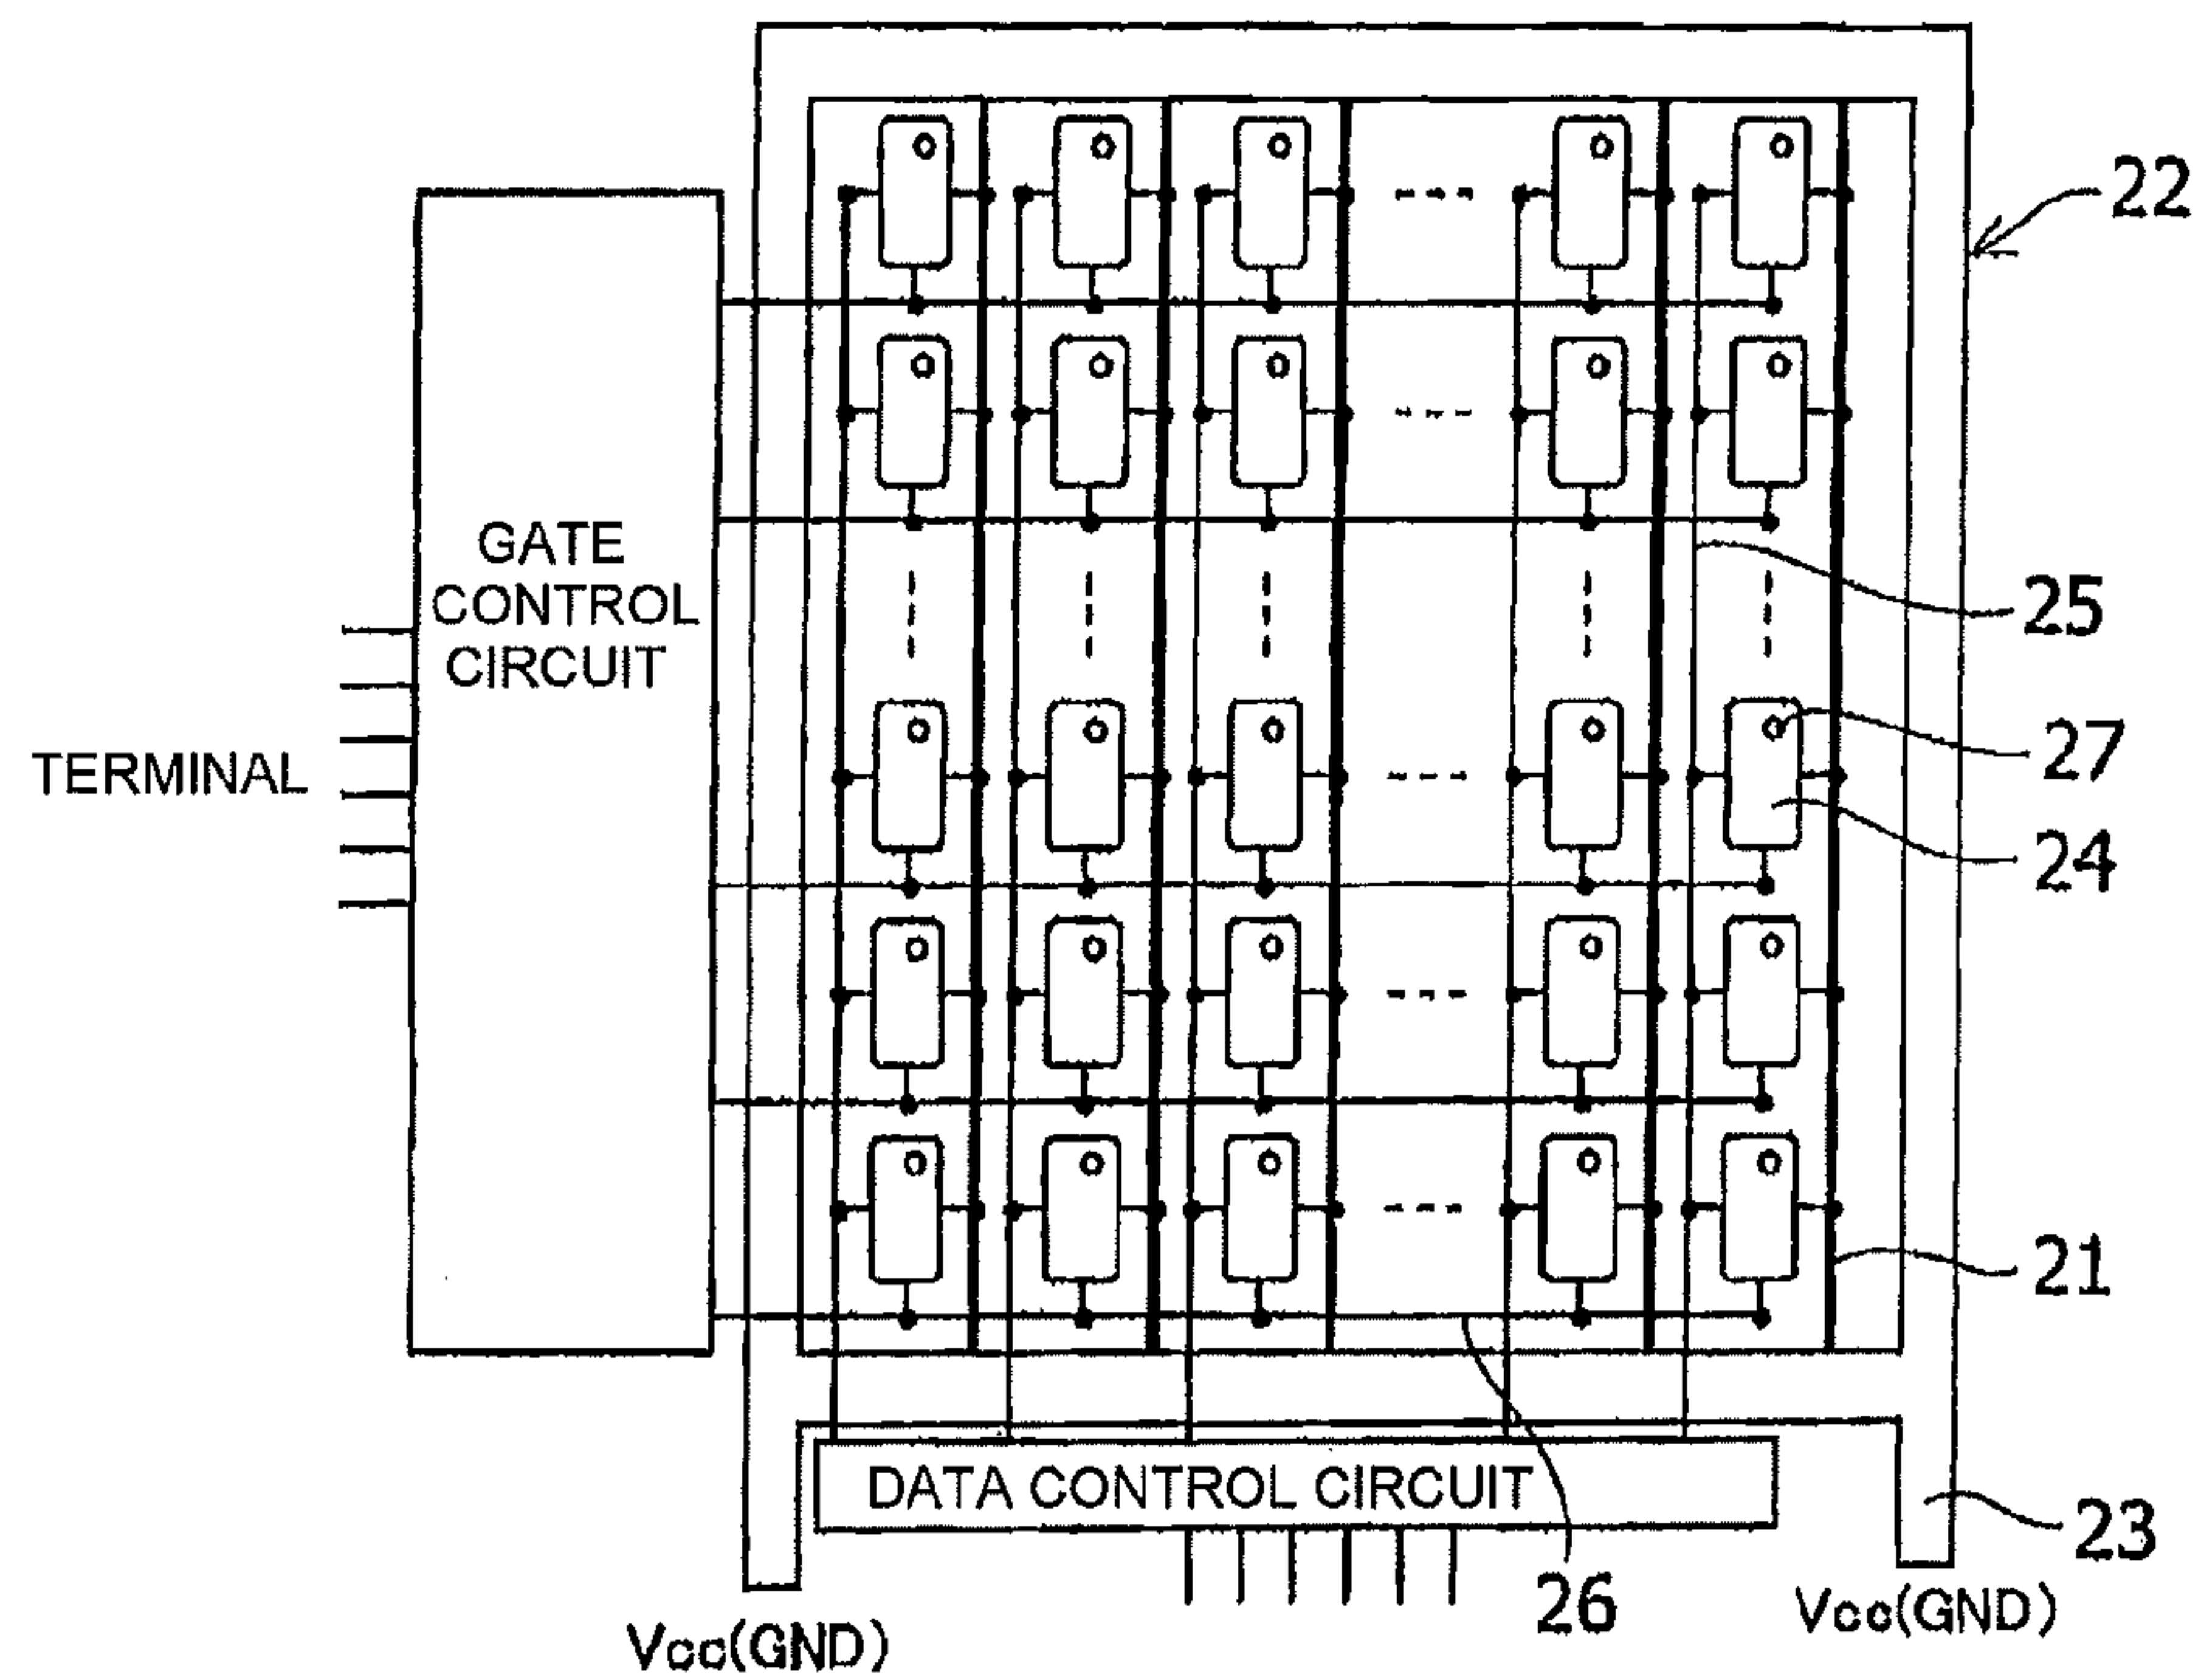 22
GATE
CONTROL
CIRCUIT
25
TERMINAL
27
24
21
DATA CONTROL CIRCUIT
23
26
Vcc(GND)
Vcc(GND)